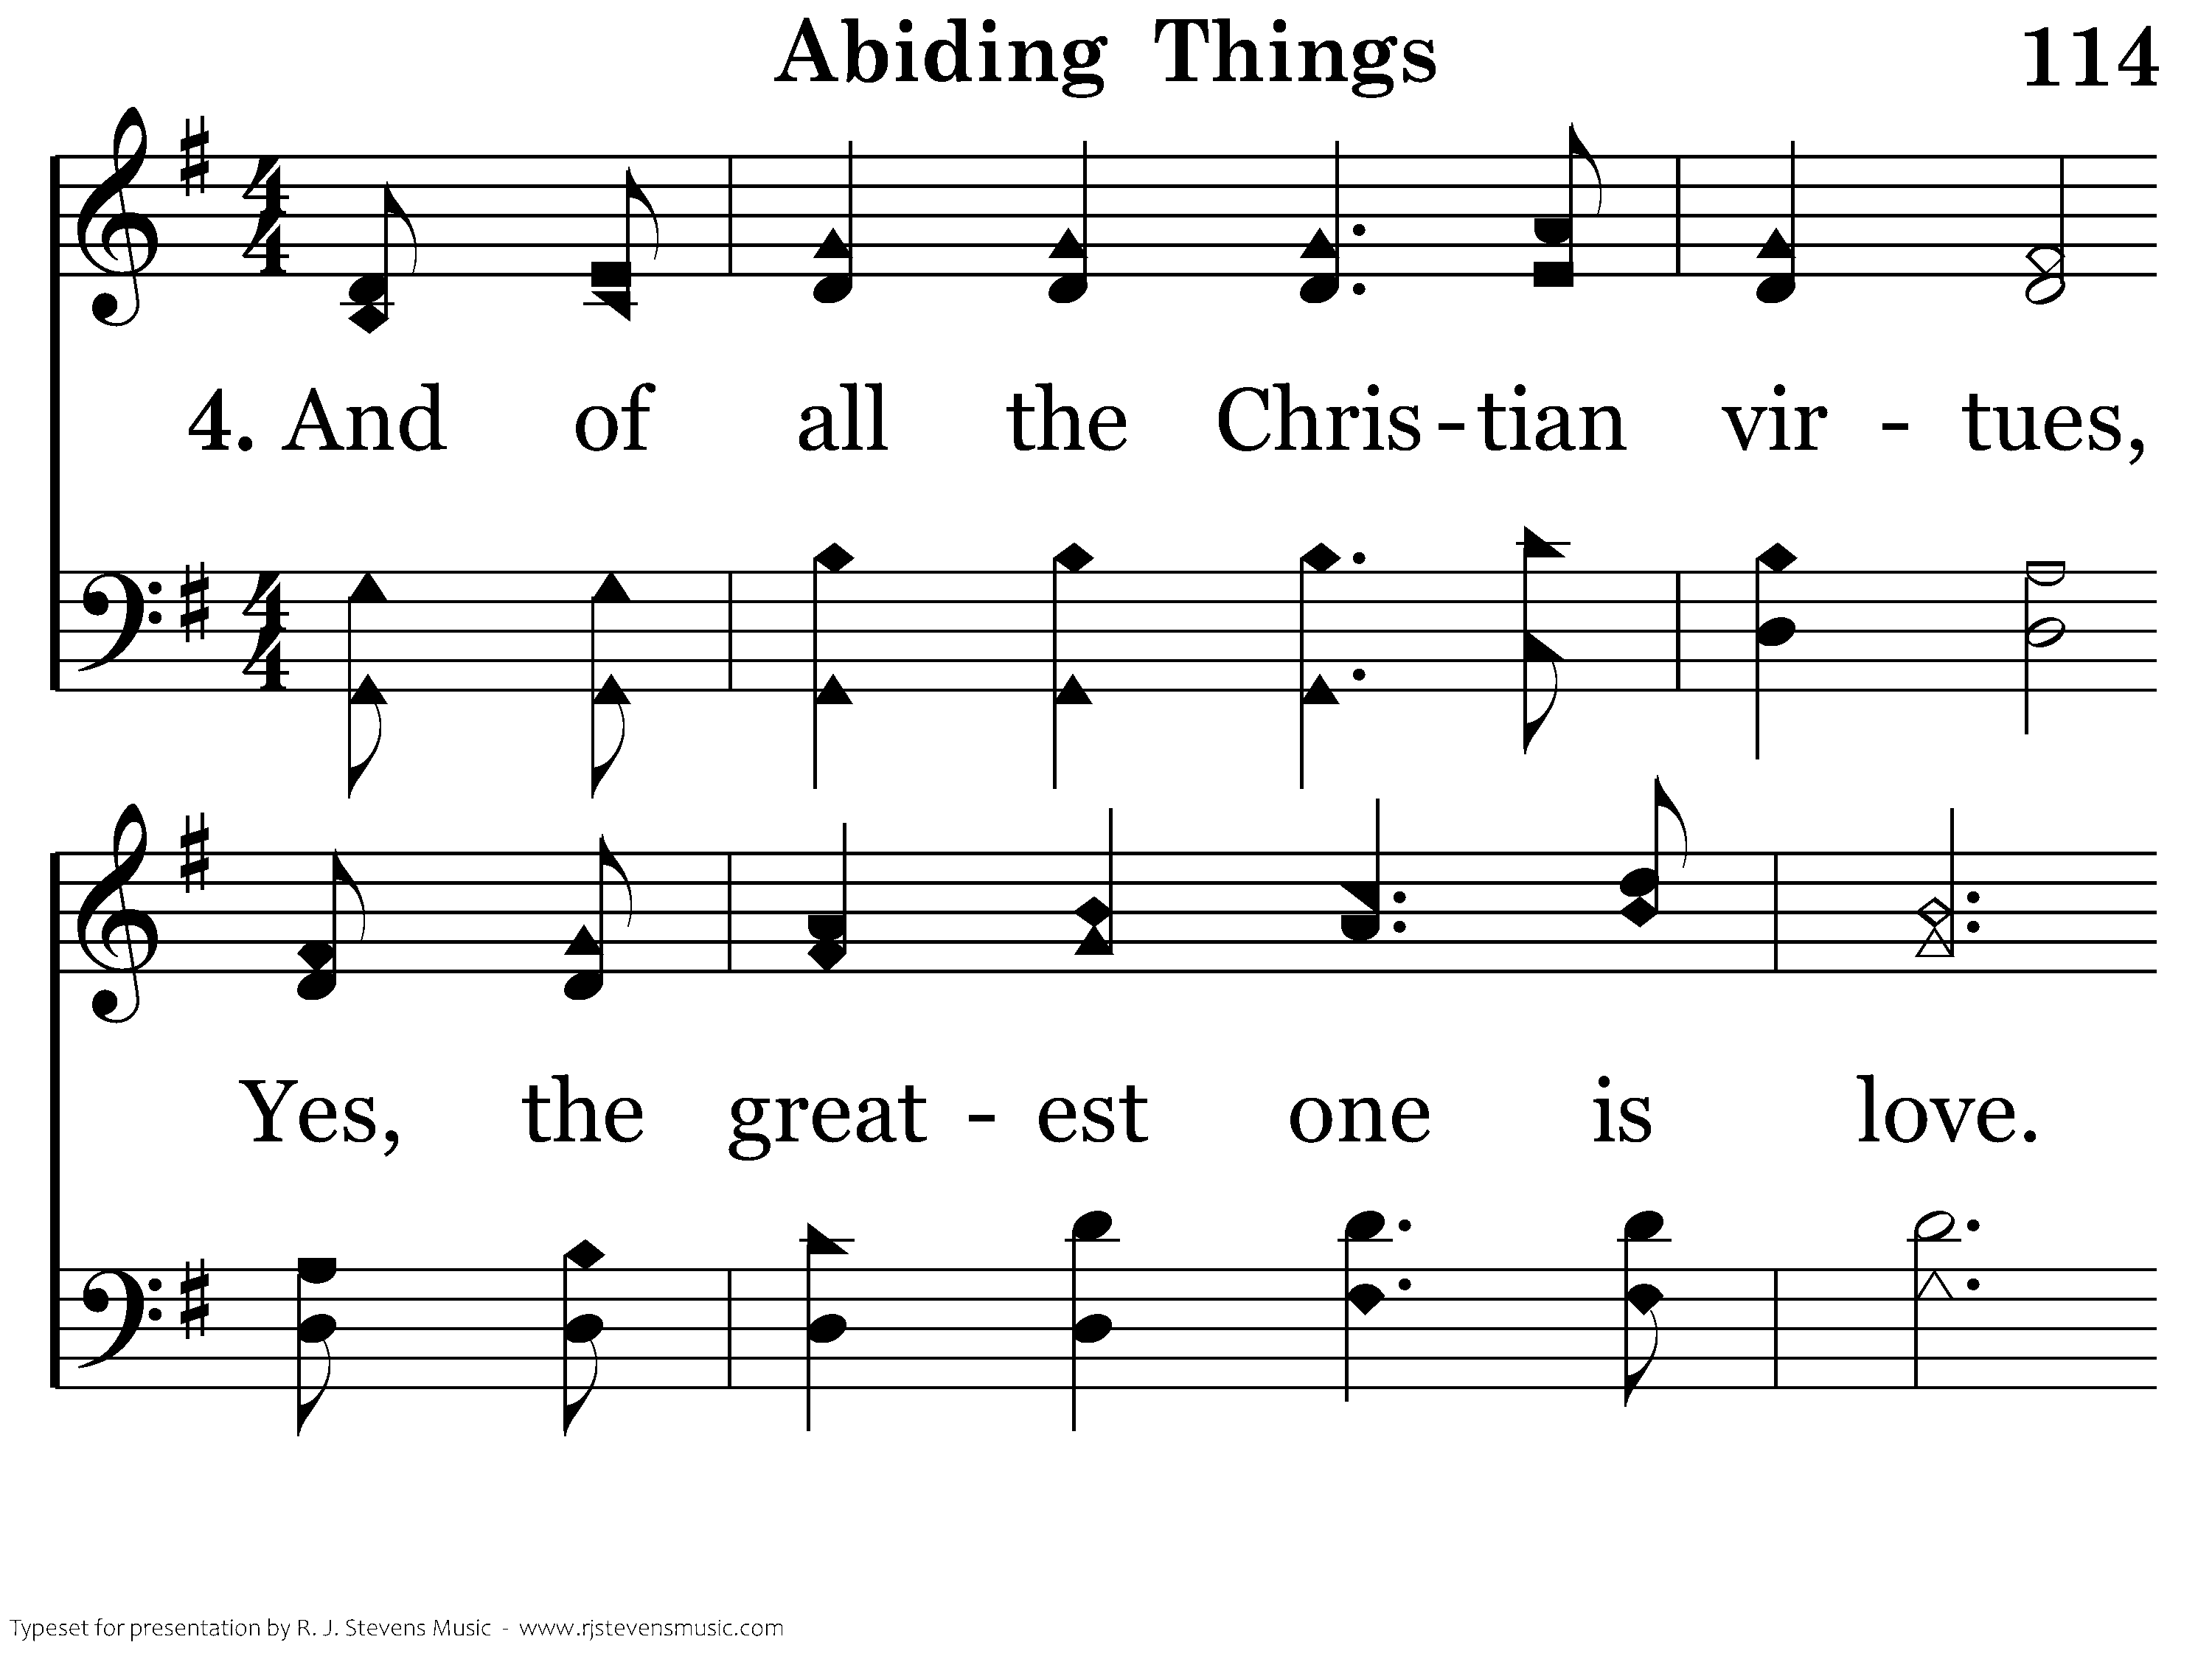 Abiding Things 114
4. And of all the Chris - tian vir - tues,
Yes, the great - est one is love.
Typeset for presentation by R. J. Stevens Music - www.rjstevensmusic.com